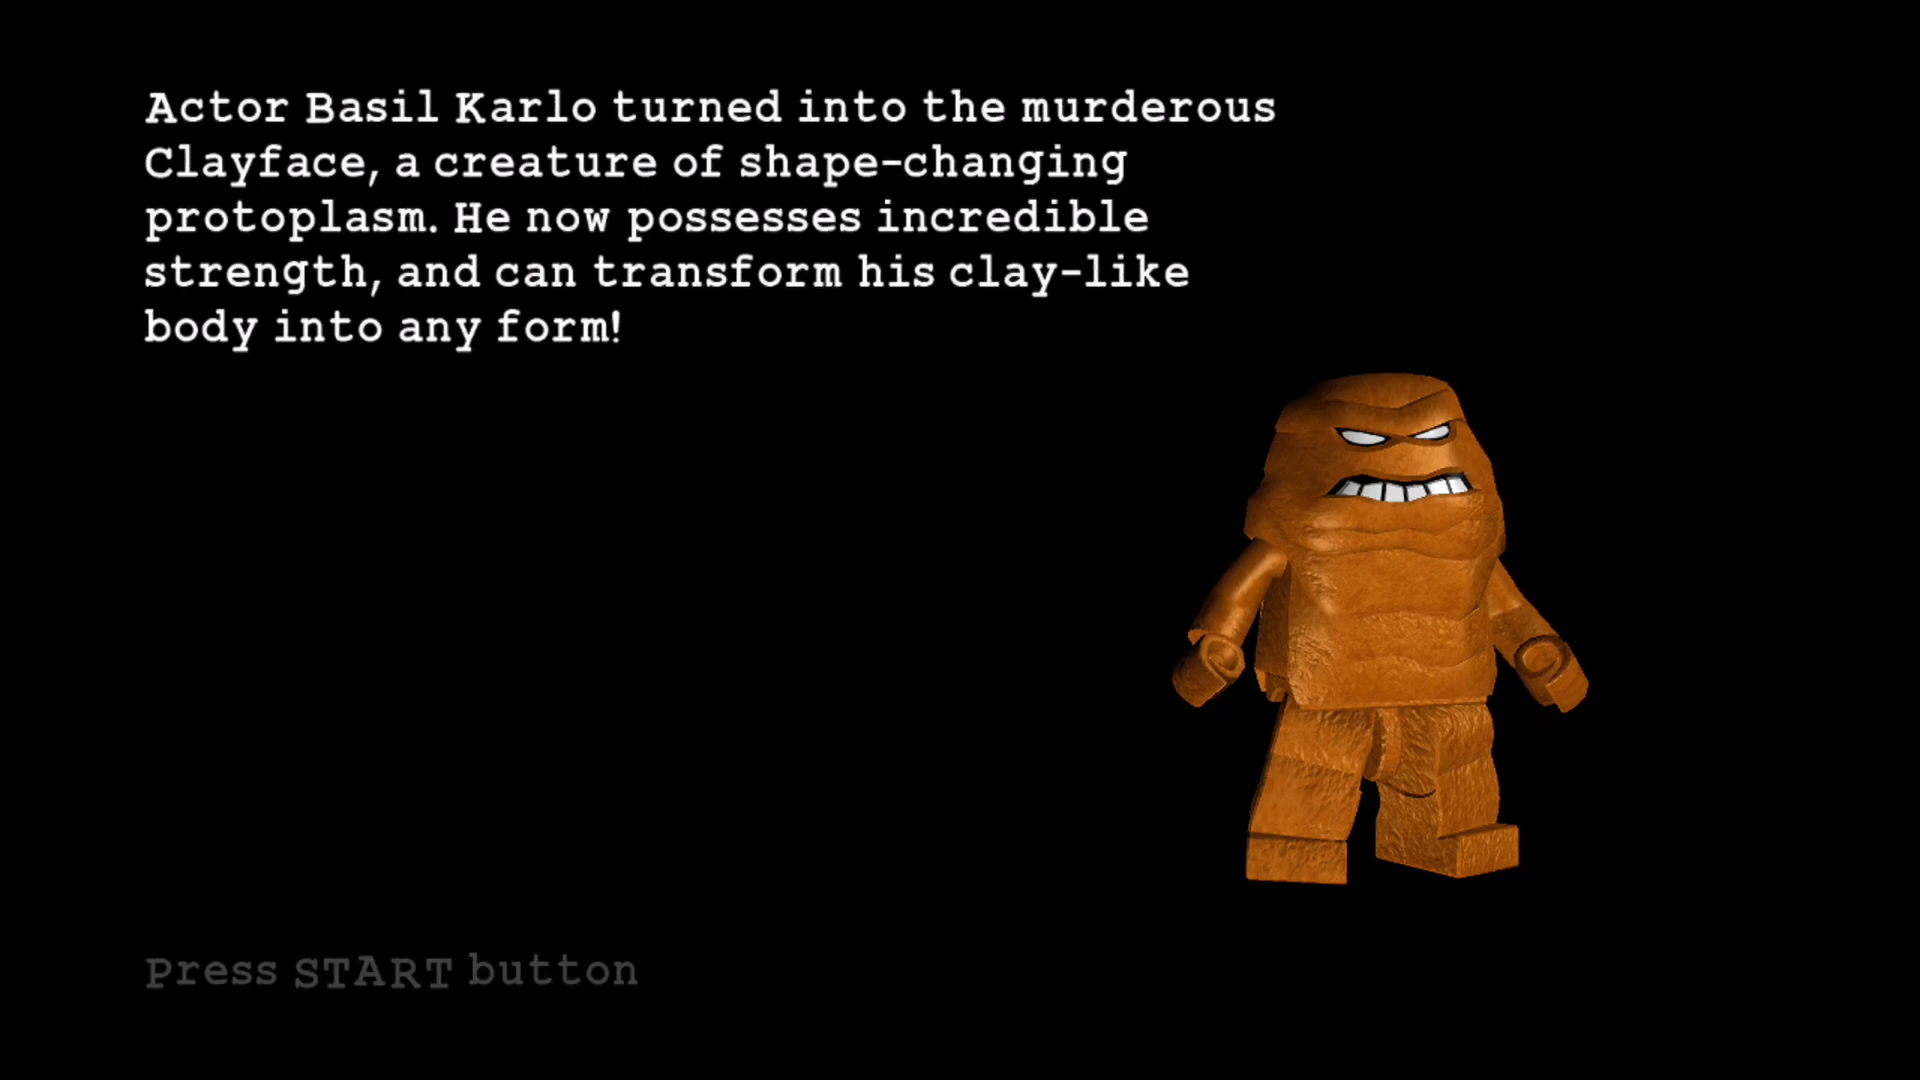 Actor Basil Karlo turned into the murderous
Clayface, a creature of shape-changing
protoplasm. He now possesses incredible
strength, and can transform his clay-like
body into any form!
Press START button